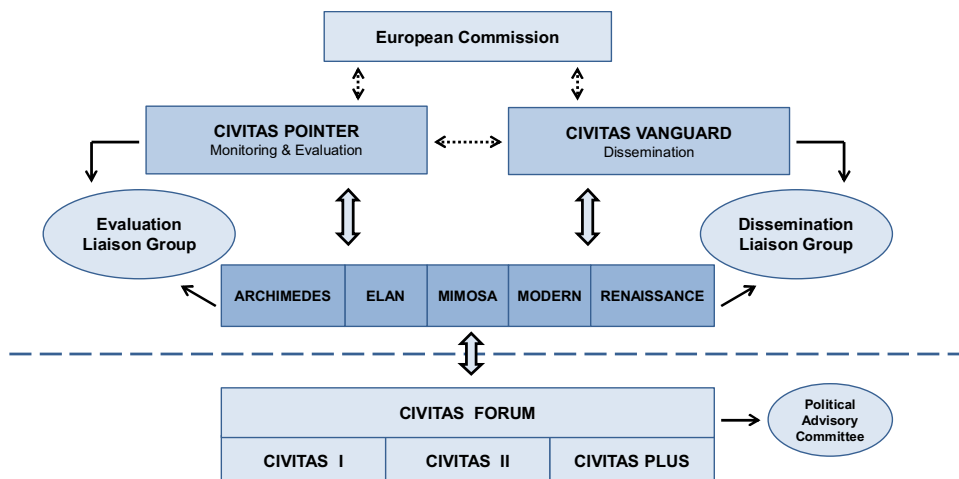 European Commission
CIVITAS POINTER
Monitoring & Evaluation
CIVITAS VANGUARD
Dissemination
Evaluation
Liaison Group
Dissemination
Liaison Group
ARCHIMEDES
ELAN
MIMOSA
MODERN
RENAISSANCE
CIVITAS FORUM
Political
Advisory
Committee
CIVITAS I
CIVITAS II
CIVITAS PLUS